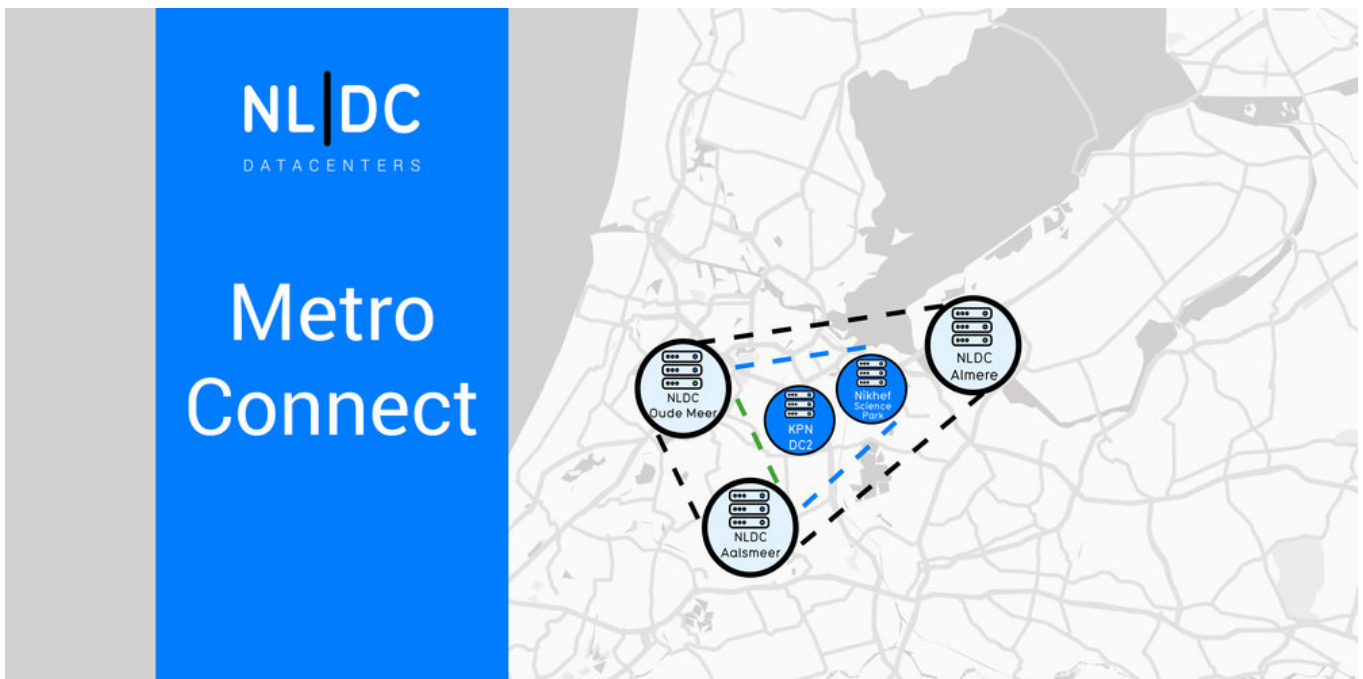 NL|DC
DATACENTERS
Metro
Connect
NLDC
Oude Meer
KPN
DC2
Nikhef
Science
Park
NLDC
Almere
NLDC
Aalsmeer